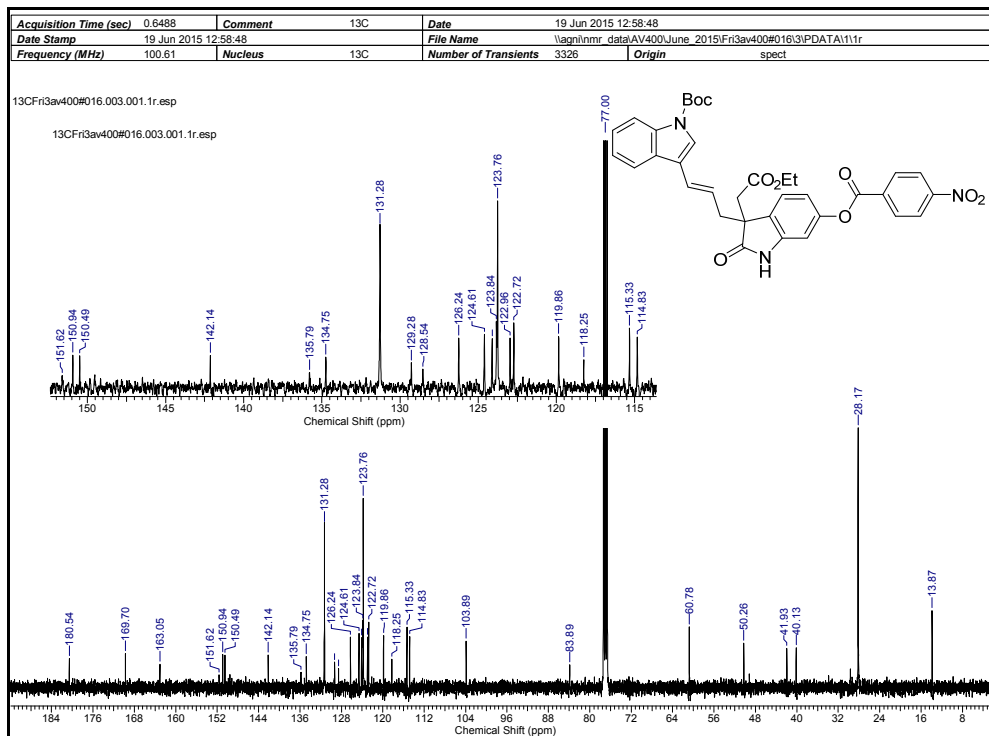 Acquisition Time (sec) 0.6488 Comment 13C Date 19 Jun 2015 12:58:48
Date Stamp 19 Jun 2015 12:58:48 File Name \\agni\nmr_data\AV400\June_2015\Fri3av400#016\3\PDATA\1\1r
Frequency (MHz) 100.61 Nucleus 13C Number of Transients 3326 Origin spect
13CFri3av400#016.003.001.1r.esp
13CFri3av400#016.003.001.1r.esp
77.00
Boc
N
CO2Et
O
O
NO2
O
N
H
151.62 150.94 150.49 142.14 135.79 134.75 131.28 129.28 128.54 126.24 124.61 123.84 123.76 122.96 122.72 119.86 118.25 115.33 114.83
150 145 140 135 130 125 120 115
Chemical Shift (ppm)
180.54 169.70 163.05 151.62 150.94 150.49 142.14 135.79 134.75 131.28 126.24 124.61 123.84 123.76 122.72 119.86 118.25 115.33 114.83 103.89 83.89 60.78 50.26 41.93 40.13 28.17 13.87
184 176 168 160 152 144 136 128 120 112 104 96 88 80 72 64 56 48 40 32 24 16 8
Chemical Shift (ppm)